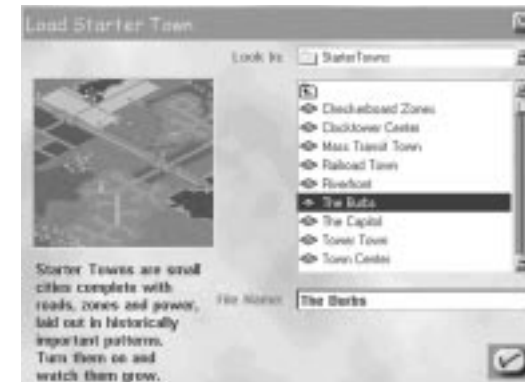 Load Starter Town
Look In: StarterTowns
Checkerboard Zones
Clocktower Center
Mass Transit Town
Railroad Town
Riverfront
The Burbs
The Capital
Tower Town
Town Center
Starter Towns are small
cities complete with
roads, zones and power,
laid out in historically
important patterns.
Turn them on and
watch them grow.
File Name: The Burbs